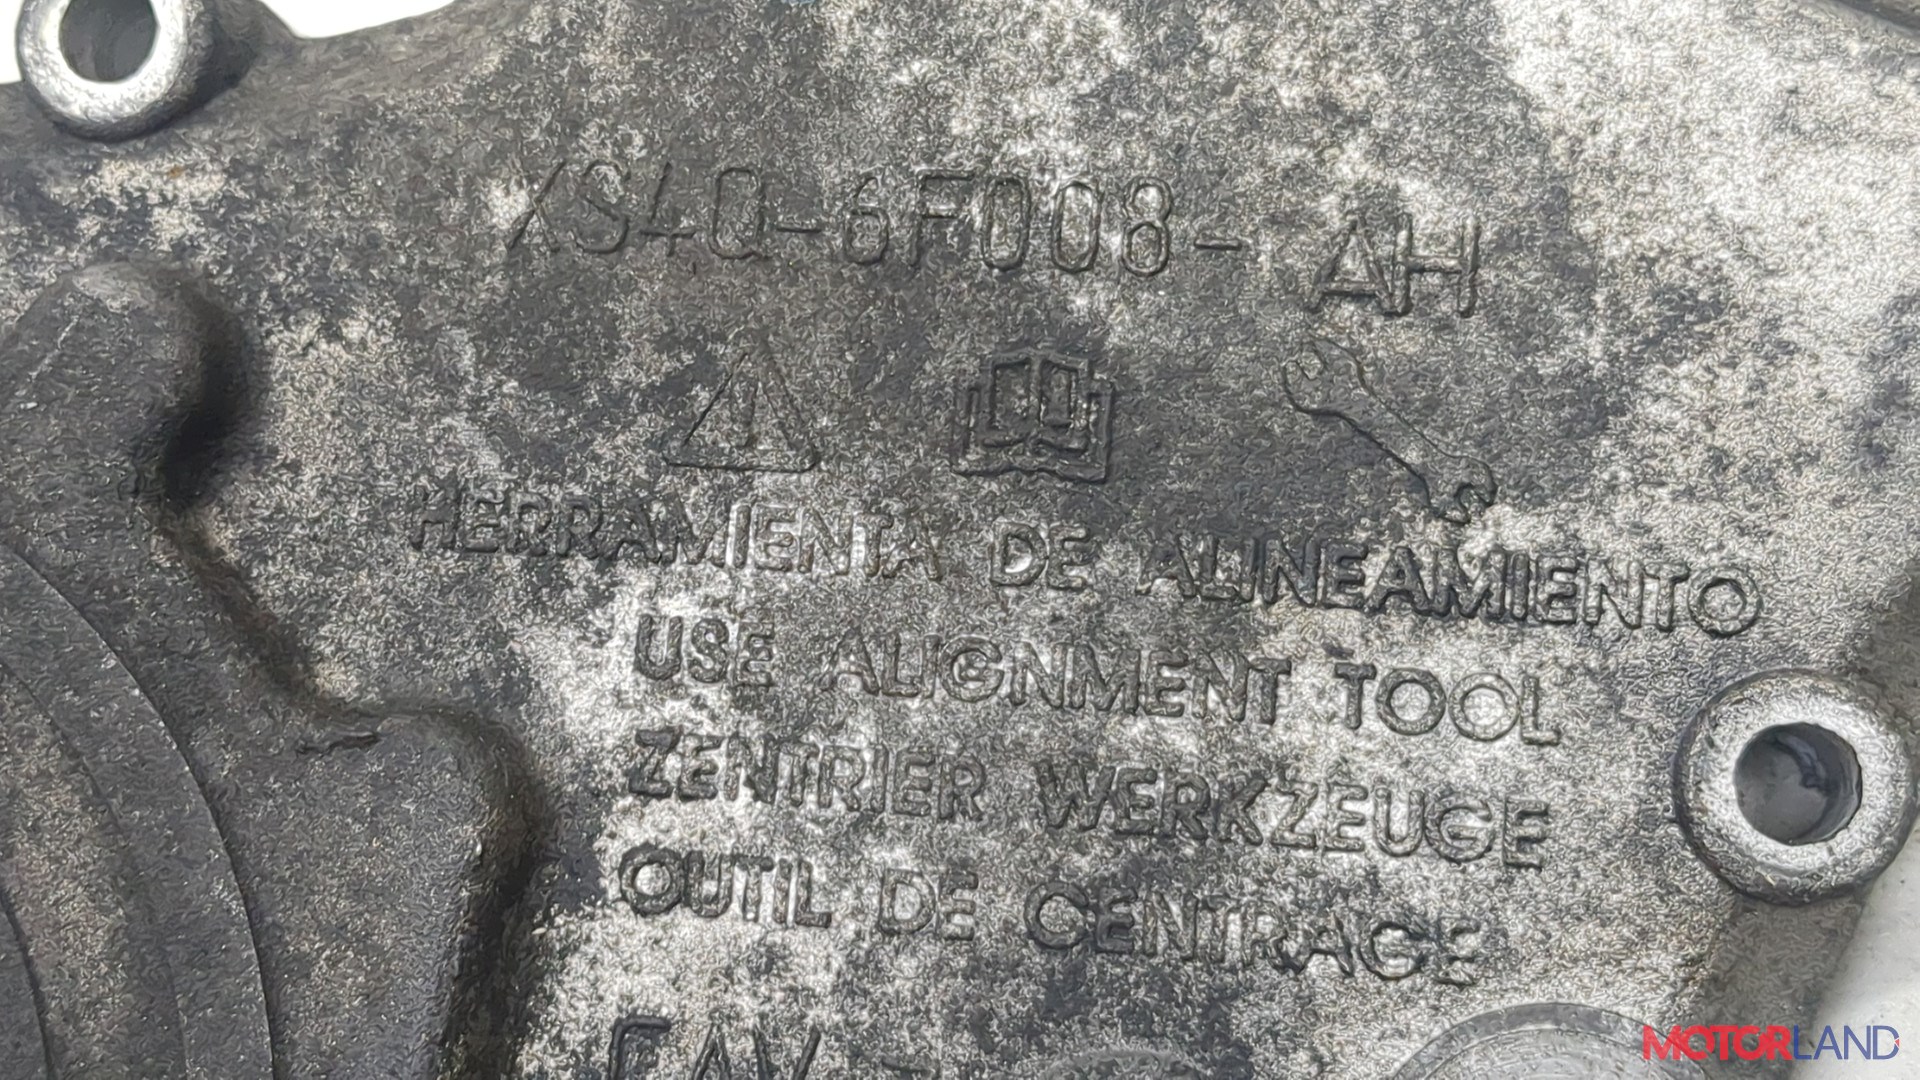 XS4Q-6F008- AH
HERRAMIENTA DE ALINEAMIENTO
USE ALIGNMENT TOOL
ZENTRIER WERKZEUGE
OUTIL DE CENTRAGE
MOTORLAND